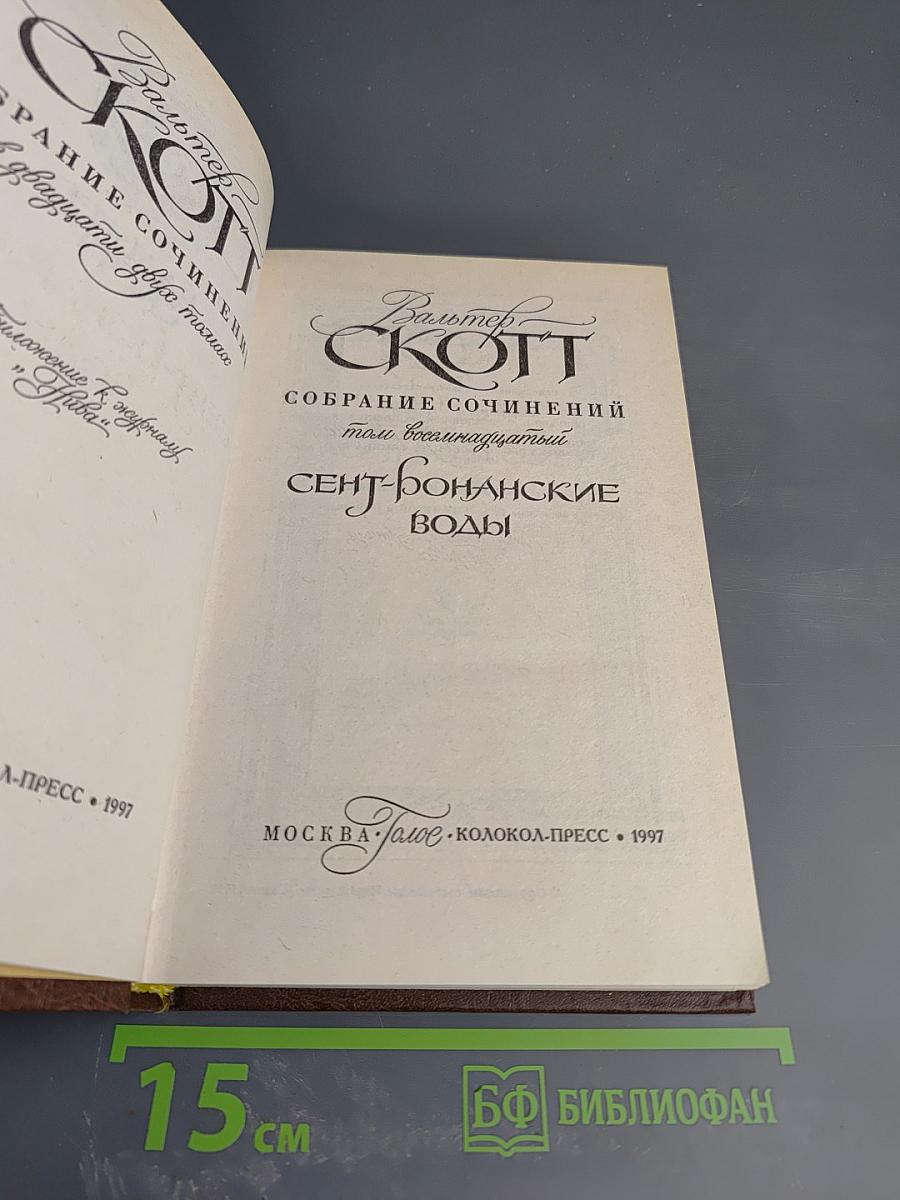 Вальтер
СКОТТ
БРАНИЕ СОЧИНЕНИ
в двадцати двух томах
приложение к журналу
„Нива"
Л-ПРЕСС • 1997
Вальтер
СКОТТ
СОБРАНИЕ СОЧИНЕНИЙ
том восемнадцатый
СЕНТ-РОНАНСКИЕ
ВОДЫ
МОСКВА • Голос • КОЛОКОЛ-ПРЕСС • 1997
15 см
БФ БИБЛИОФАН